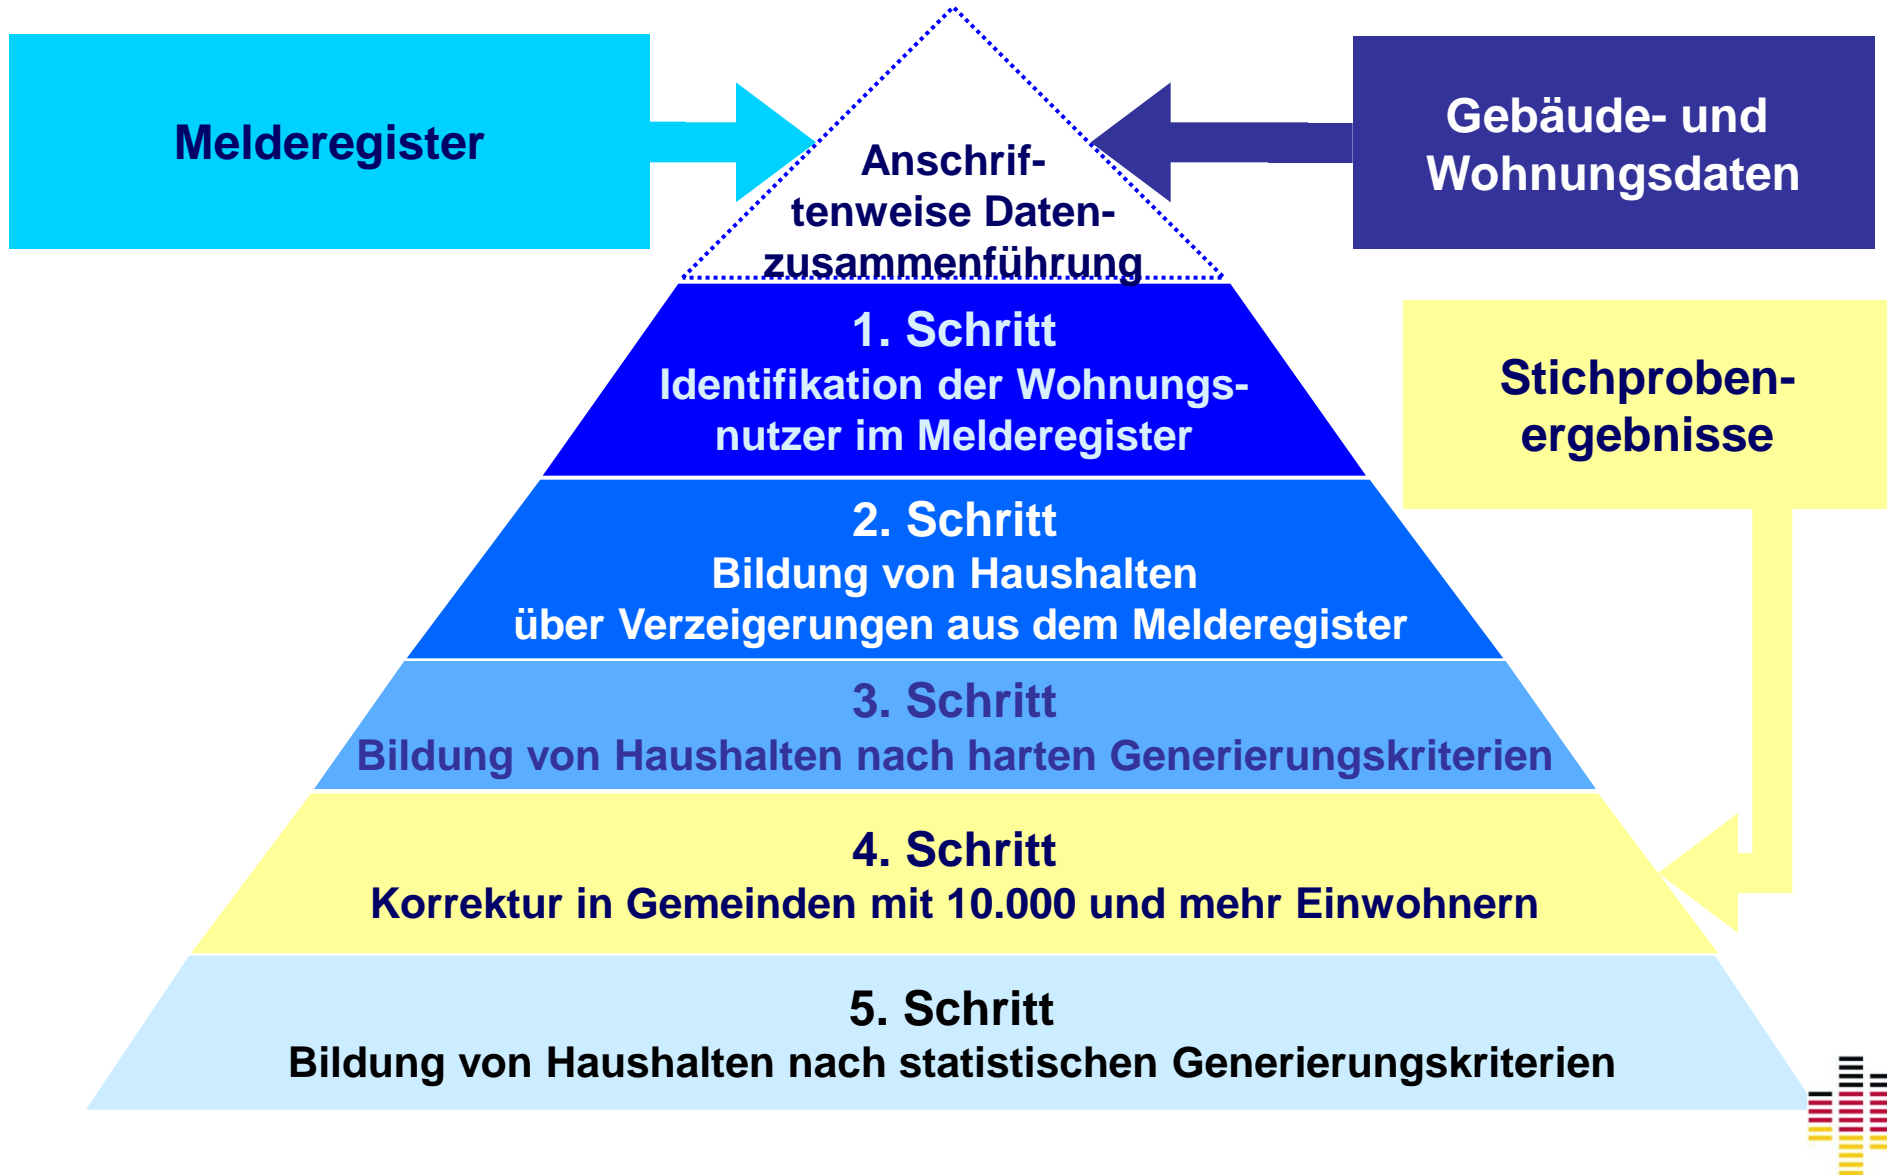 Melderegister
Gebäude- und
Wohnungsdaten
Anschrif-
tenweise Daten-
zusammenführung
1. Schritt
Identifikation der Wohnungs-
nutzer im Melderegister
Stichproben-
ergebnisse
2. Schritt
Bildung von Haushalten
über Verzeigerungen aus dem Melderegister
3. Schritt
Bildung von Haushalten nach harten Generierungskriterien
4. Schritt
Korrektur in Gemeinden mit 10.000 und mehr Einwohnern
5. Schritt
Bildung von Haushalten nach statistischen Generierungskriterien